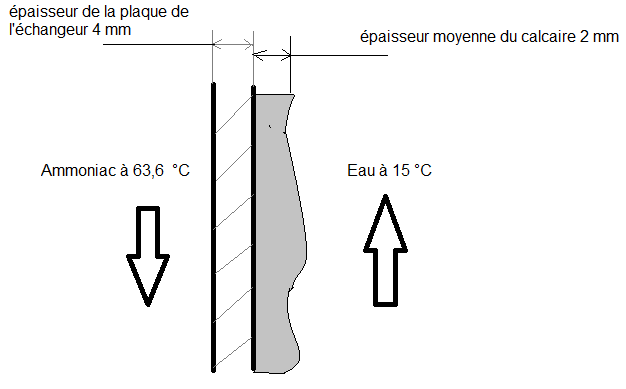 épaisseur de la plaque de
l'échangeur 4 mm
épaisseur moyenne du calcaire 2 mm
Ammoniac à 63,6 °C
Eau à 15 °C